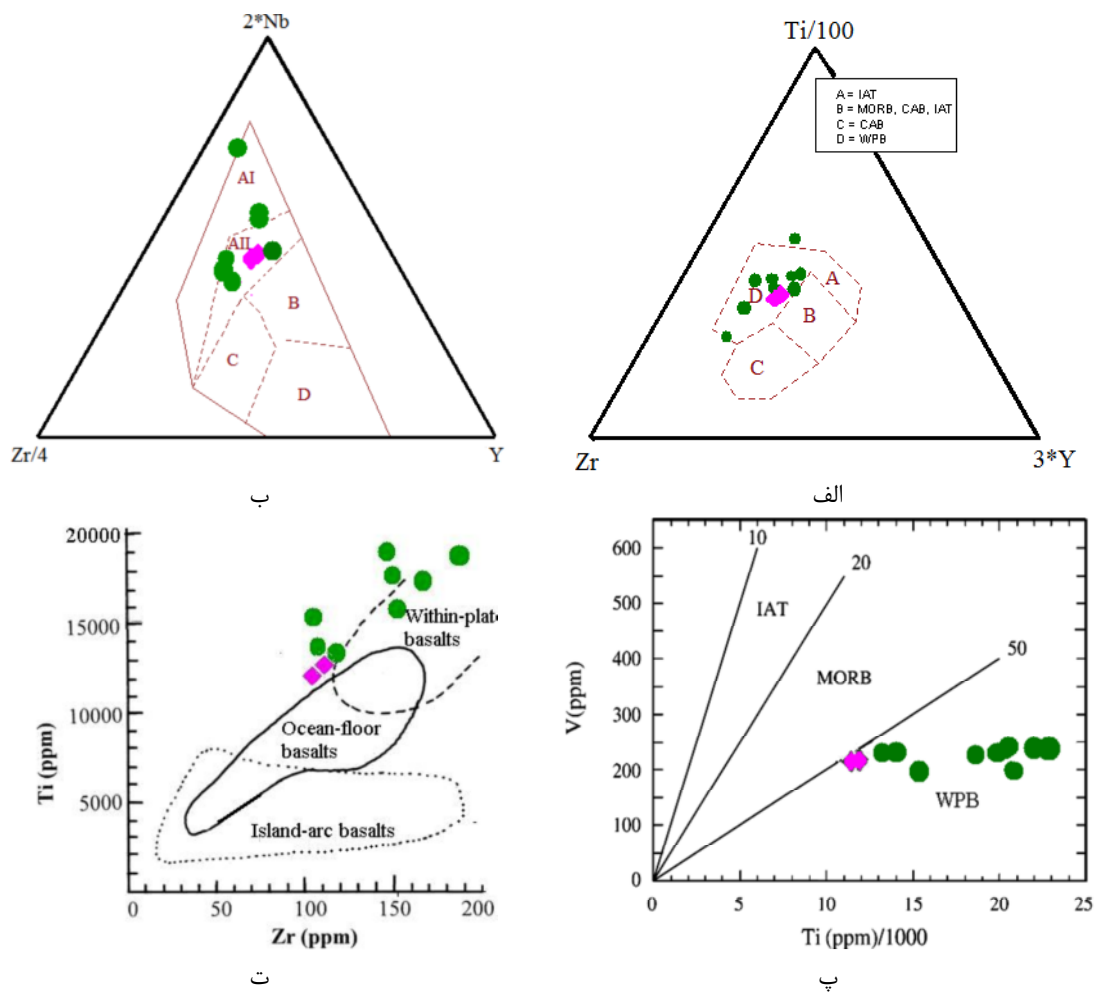 2*Nb
AI
AII
B
C
D
Zr/4
Y
ب
Ti/100
A = IAT
B = MORB, CAB, IAT
C = CAB
D = WPB
A
D
B
C
Zr
3*Y
الف
20000
15000
10000
5000
Ti (ppm)
Within-plat
basalts
Ocean-floor
basalts
Island-arc basalts
0
50
100
150
200
Zr (ppm)
ت
600
500
400
300
200
100
0
V(ppm)
10
20
50
IAT
MORB
WPB
0
5
10
15
20
25
Ti (ppm)/1000
پ